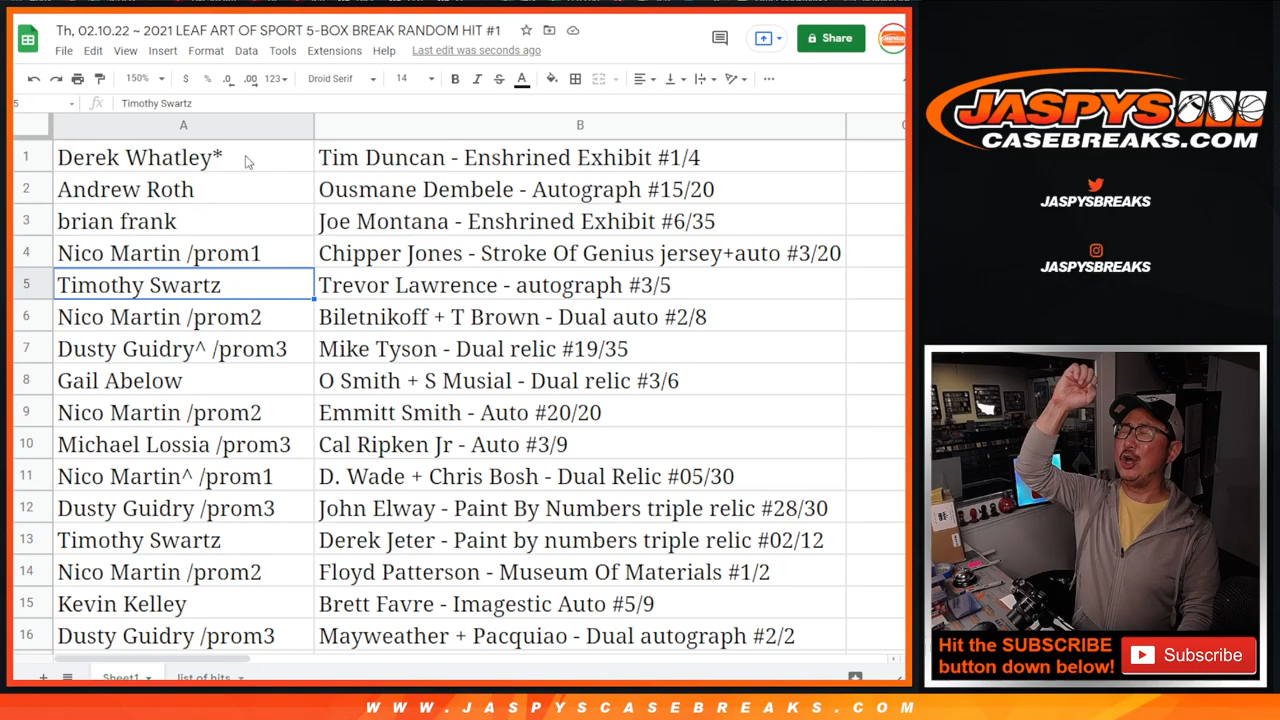 Th, 02.10.22 ~ 2021 LEAF ART OF SPORT 5-BOX BREAK RANDOM HIT #1
File Edit View Insert Format Data Tools Extensions Help Last edit was seconds ago
Share
150% $ % .0 .00 123 Droid Serif 14 B I S A
5 fx Timothy Swartz
A B
1 Derek Whatley* Tim Duncan - Enshrined Exhibit #1/4
2 Andrew Roth Ousmane Dembele - Autograph #15/20
3 brian frank Joe Montana - Enshrined Exhibit #6/35
4 Nico Martin /prom1 Chipper Jones - Stroke Of Genius jersey+auto #3/20
5 Timothy Swartz Trevor Lawrence - autograph #3/5
6 Nico Martin /prom2 Biletnikoff + T Brown - Dual auto #2/8
7 Dusty Guidry^ /prom3 Mike Tyson - Dual relic #19/35
8 Gail Abelow O Smith + S Musial - Dual relic #3/6
9 Nico Martin /prom2 Emmitt Smith - Auto #20/20
10 Michael Lossia /prom3 Cal Ripken Jr - Auto #3/9
11 Nico Martin^ /prom1 D. Wade + Chris Bosh - Dual Relic #05/30
12 Dusty Guidry /prom3 John Elway - Paint By Numbers triple relic #28/30
13 Timothy Swartz Derek Jeter - Paint by numbers triple relic #02/12
14 Nico Martin /prom2 Floyd Patterson - Museum Of Materials #1/2
15 Kevin Kelley Brett Favre - Imagestic Auto #5/9
16 Dusty Guidry /prom3 Mayweather + Pacquiao - Dual autograph #2/2
Sheet1 list of hits
JASPYS
CASEBREAKS.COM
JASPYSBREAKS
JASPYSBREAKS
Hit the SUBSCRIBE
button down below!
Subscribe
WWW.JASPYSCASEBREAKS.COM